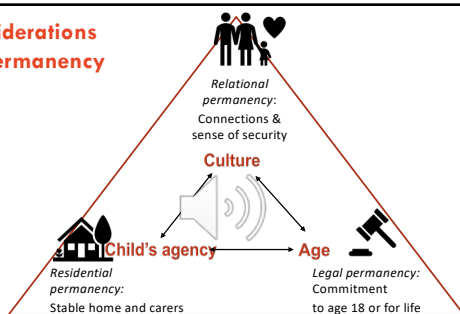 iderations
ermanency
Relational
permanency:
Connections &
sense of security
Culture
Child's agency
Age
Residential
permanency:
Stable home and carers
Legal permanency:
Commitment
to age 18 or for life